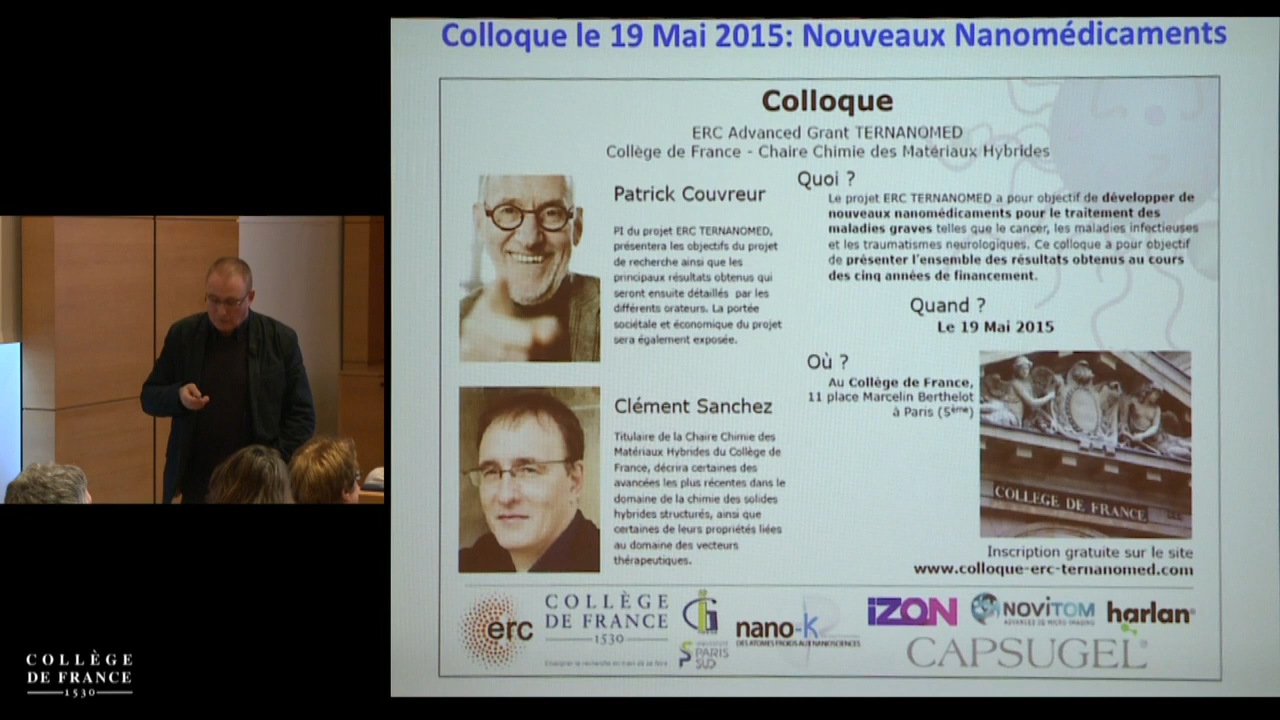 Colloque le 19 Mai 2015: Nouveaux Nanomédicaments
Colloque
ERC Advanced Grant TERNANOMED
Collège de France - Chaire Chimie des Matériaux Hybrides
Patrick Couvreur
PI du projet ERC TERNANOMED,
présentera les objectifs du projet
de recherche ainsi que les
principaux résultats obtenus qui
seront ensuite détaillés par les
différents orateurs. La portée
sociétale et économique du projet
sera également exposée.
Clément Sanchez
Titulaire de la Chaire Chimie des
Matériaux Hybrides du Collège de
France, décrira certaines des
avancées les plus récentes dans le
domaine de la chimie des solides
hybrides structurés, ainsi que
certaines de leurs propriétés liées
au domaine des vecteurs
thérapeutiques.
Quoi ?
Le projet ERC TERNANOMED a pour objectif de développer de
nouveaux nanomédicaments pour le traitement des
maladies graves telles que le cancer, les maladies infectieuses
et les traumatismes neurologiques. Ce colloque a pour objectif
de présenter l'ensemble des résultats obtenus au cours
des cinq années de financement.
Quand ?
Le 19 Mai 2015
Où ?
Au Collège de France,
11 place Marcelin Berthelot
à Paris (5ème)
COLLEGE DE FRANCE
Inscription gratuite sur le site
www.colloque-erc-ternanomed.com
erc
COLLÈGE
DE FRANCE
1530
UNIVERSITÉ
PARIS
SUD
nano-K
DES ATOMES FROIDS AUX NANOSCIENCES
iZON
NOVITOM
ADVANCED 3D MICRO IMAGING
harlan
CAPSUGEL
COLLÈGE
DE FRANCE
1530